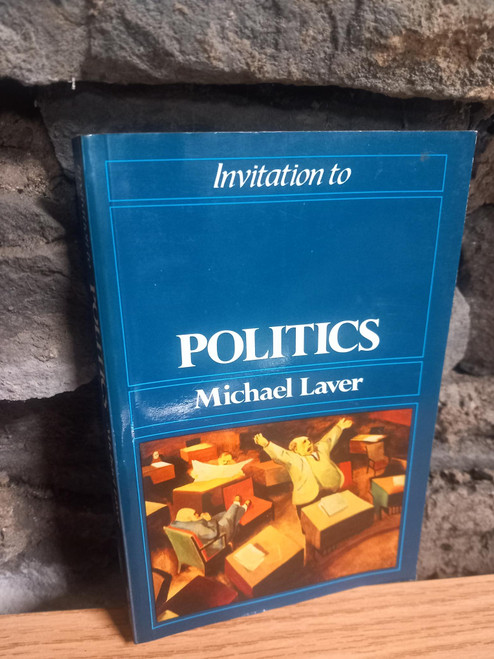 Invitation to
POLITICS
Michael Laver